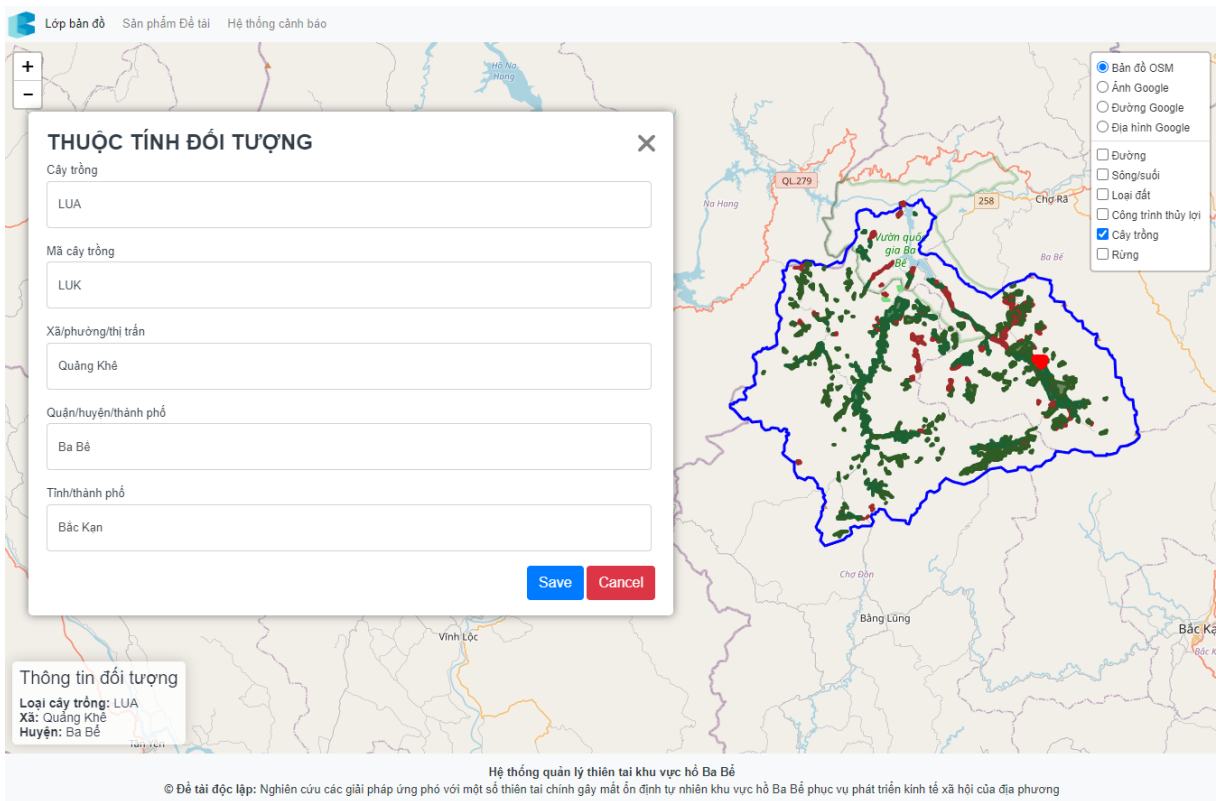 Lớp bản đồ Sản phẩm Đề tài Hệ thống cảnh báo
+
−
Hồ Na
Hang
Bản đồ OSM
Ảnh Google
Đường Google
Địa hình Google
Đường
Sông/suối
Loại đất
Công trình thủy lợi
Cây trồng
Rừng
THUỘC TÍNH ĐỐI TƯỢNG
Cây trồng
LUA
Mã cây trồng
LUK
Xã/phường/thị trấn
Quảng Khê
Quận/huyện/thành phố
Ba Bể
Tỉnh/thành phố
Bắc Kạn
Save Cancel
QL.279
Na Hang
258
Chợ Rã
Vườn quốc
gia Ba
Bể
Ba Bể
Chợ Đồn
Bằng Lũng
Bắc Kạ
Bắc K
Vĩnh Lộc
Thông tin đối tượng
Loại cây trồng: LUA
Xã: Quảng Khê
Huyện: Ba Bể
Tân Yên
Hệ thống quản lý thiên tai khu vực hồ Ba Bể
© Đề tài độc lập: Nghiên cứu các giải pháp ứng phó với một số thiên tai chính gây mất ổn định tự nhiên khu vực hồ Ba Bể phục vụ phát triển kinh tế xã hội của địa phương